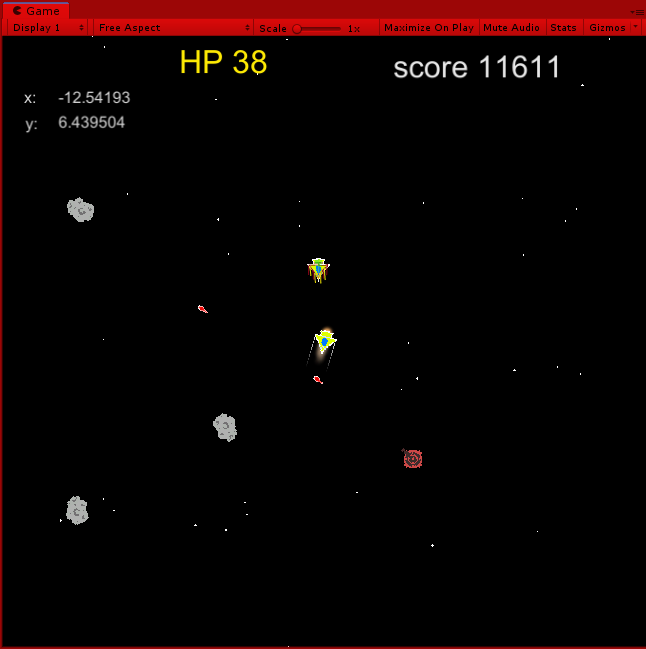 Game
Display 1 Free Aspect Scale 1x Maximize On Play Mute Audio Stats Gizmos
HP 38 score 11611
x: -12.54193
y: 6.439504